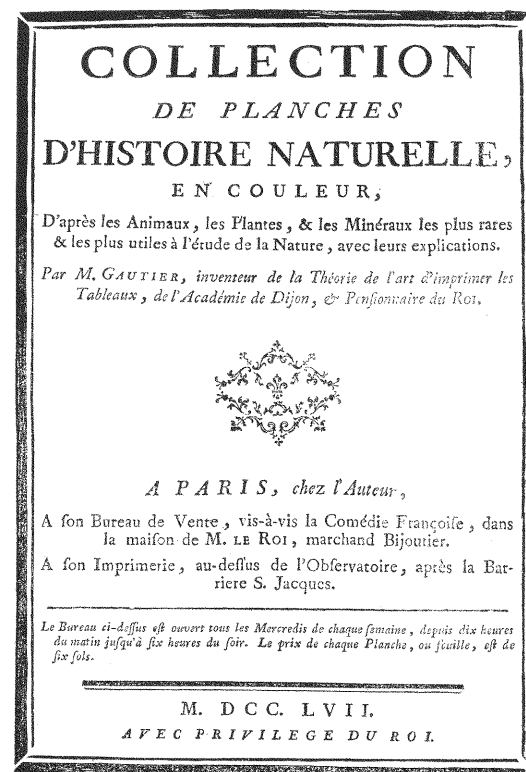 COLLECTION
DE PLANCHES
D'HISTOIRE NATURELLE,
EN COULEUR,
D'après les Animaux, les Plantes, & les Minéraux les plus rares
& les plus utiles à l'étude de la Nature, avec leurs explications.
Par M. GAUTIER, inventeur de la Théorie de l'art d'imprimer les
Tableaux, de l'Académie de Dijon, & Penſionnaire du ROI.
A PARIS, chez l'Auteur,
A ſon Bureau de Vente, vis-à-vis la Comédie Françoiſe, dans
la maiſon de M. LE ROI, marchand Bijoutier.
A ſon Imprimerie, au-deſſus de l'Obſervatoire, après la Bar-
riere S. Jacques.
Le Bureau ci-deſſus eſt ouvert tous les Mercredis de chaque ſemaine, depuis dix heures
du matin juſqu'à ſix heures du ſoir. Le prix de chaque Planche, ou feuille, eſt de
ſix ſols.
M. DCC. LVII.
AVEC PRIVILEGE DU ROI.